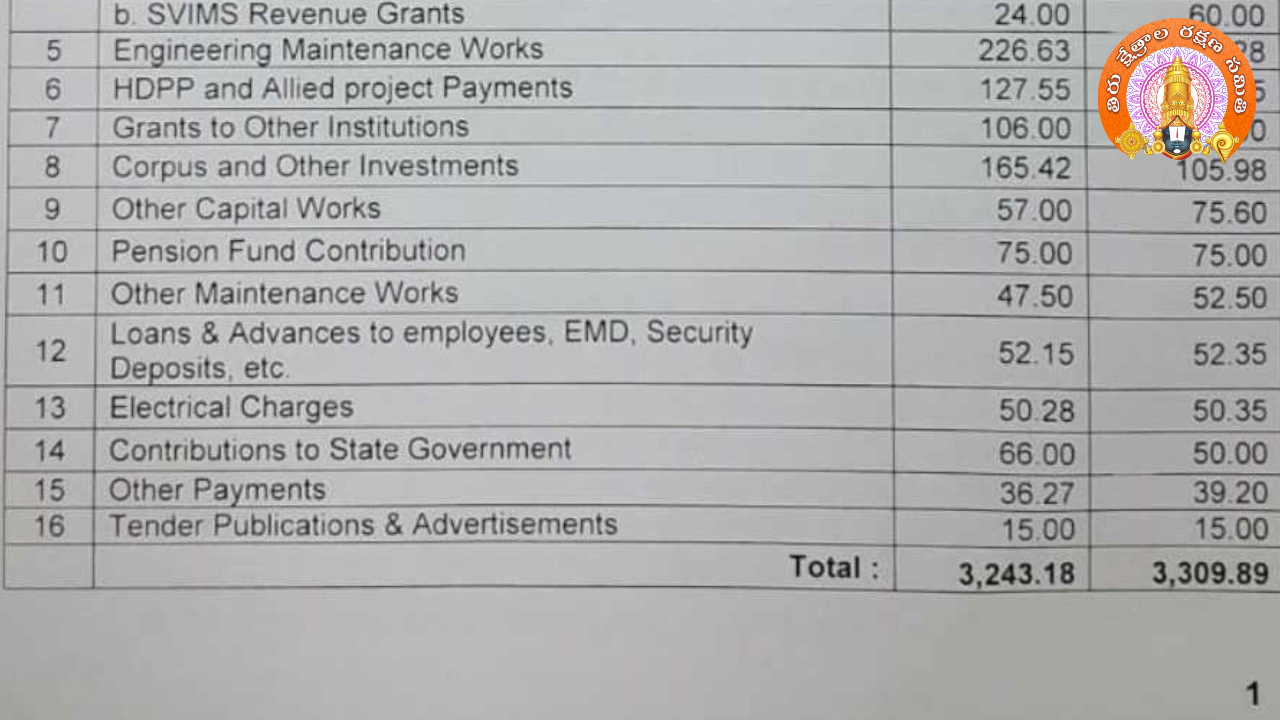 b. SVIMS Revenue Grants 24.00 60.00
5 Engineering Maintenance Works 226.63
6 HDPP and Allied project Payments 127.55
7 Grants to Other Institutions 106.00
8 Corpus and Other Investments 165.42 105.98
9 Other Capital Works 57.00 75.60
10 Pension Fund Contribution 75.00 75.00
11 Other Maintenance Works 47.50 52.50
12 Loans & Advances to employees, EMD, Security 52.15 52.35
Deposits, etc.
13 Electrical Charges 50.28 50.35
14 Contributions to State Government 66.00 50.00
15 Other Payments 36.27 39.20
16 Tender Publications & Advertisements 15.00 15.00
Total : 3,243.18 3,309.89
1
తిరు క్షేత్రాల రక్షణ సమితి